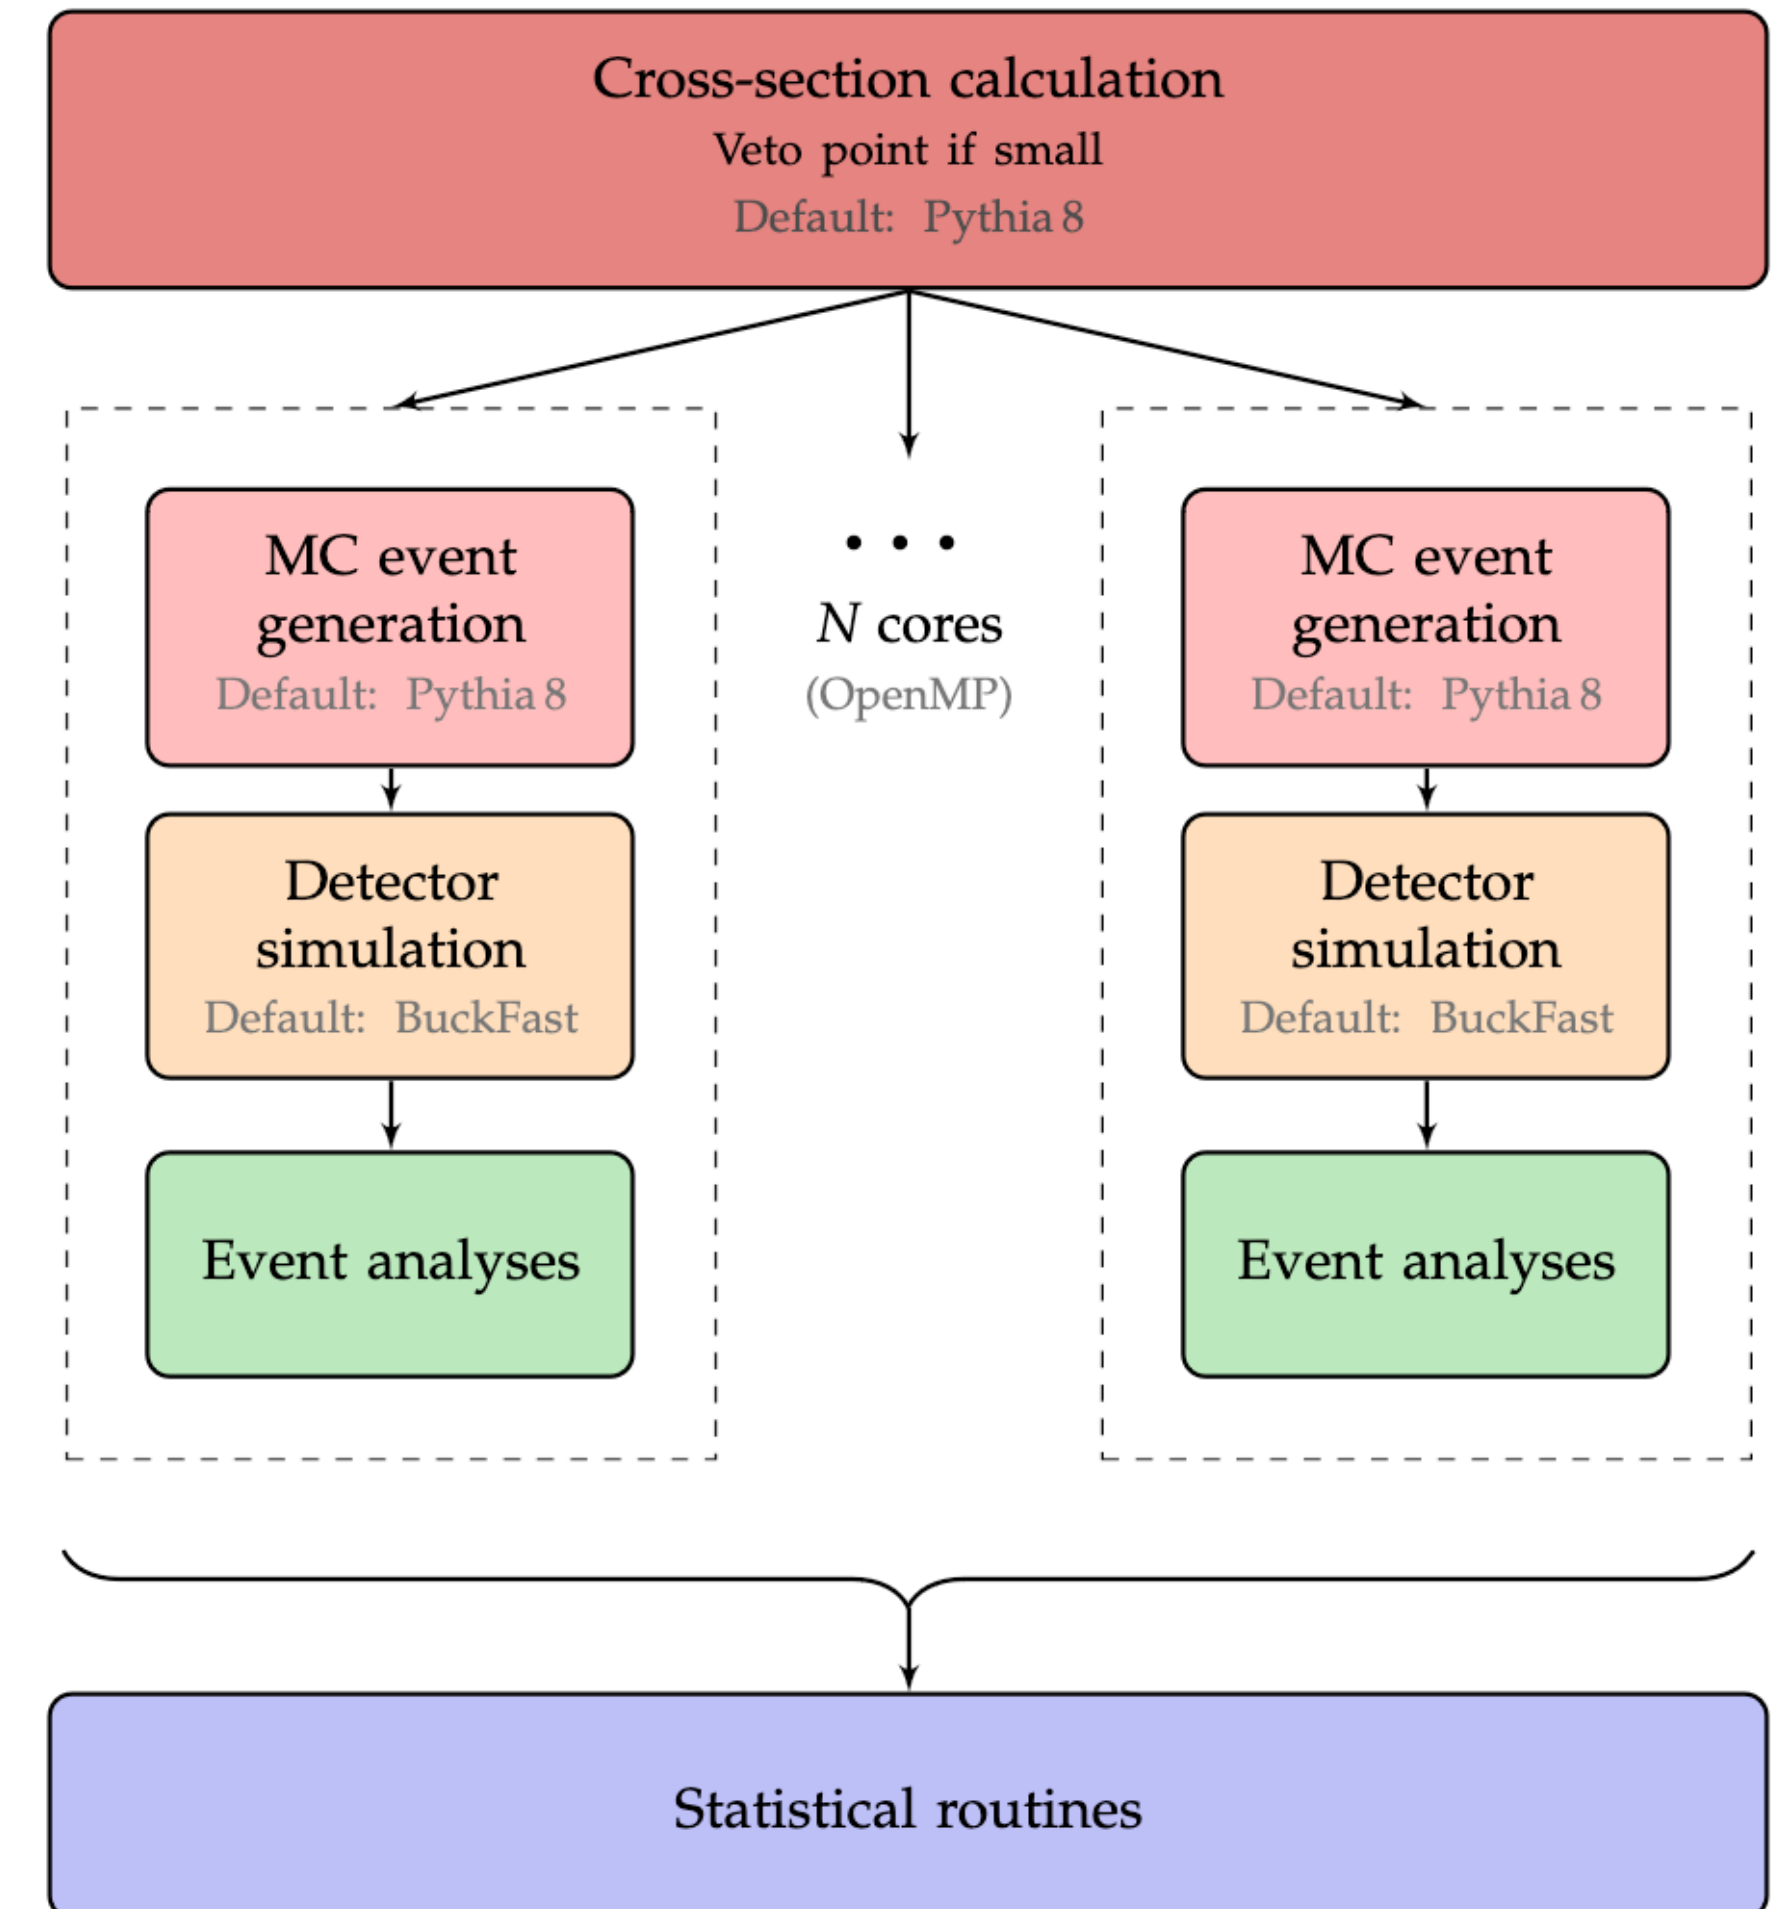 Cross-section calculation
Veto point if small
Default: Pythia 8
MC event
generation
Default: Pythia 8
Detector
simulation
Default: BuckFast
Event analyses
• • •
N cores
(OpenMP)
MC event
generation
Default: Pythia 8
Detector
simulation
Default: BuckFast
Event analyses
Statistical routines